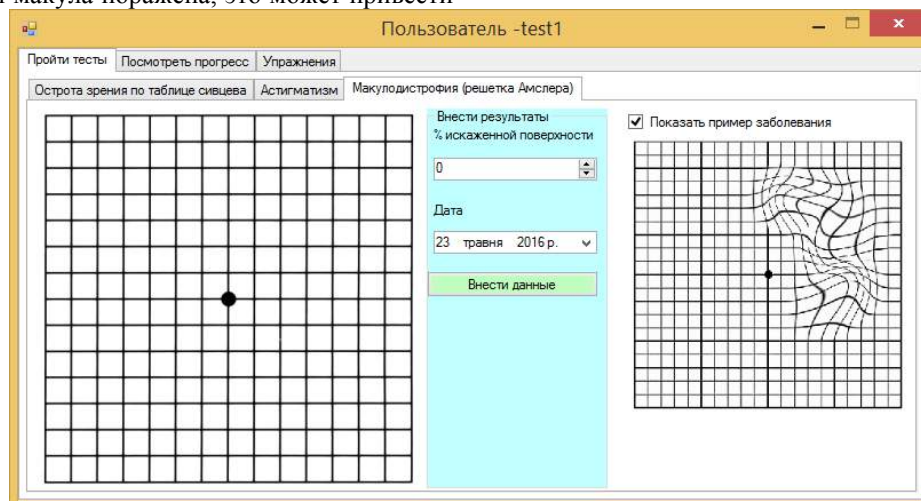 макула поражена, это может привести
Пользователь -test1
Пройти тесты Посмотреть прогресс Упражнения
Острота зрения по таблице сивцева Астигматизм Макулодистрофия (решетка Амслера)
Внести результаты
% искаженной поверхности
0
Дата
23 травня 2016 р.
Внести данные
Показать пример заболевания